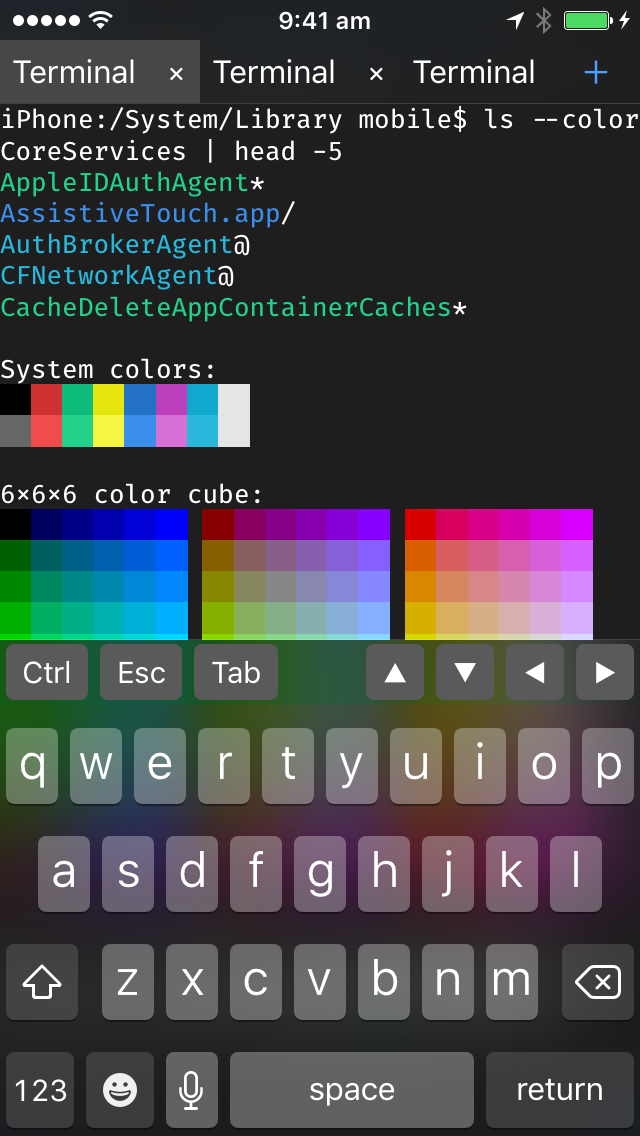 9:41 am
Terminal × Terminal × Terminal +
iPhone:/System/Library mobile$ ls --color
CoreServices | head -5
AppleIDAuthAgent*
AssistiveTouch.app/
AuthBrokerAgent@
CFNetworkAgent@
CacheDeleteAppContainerCaches*
System colors:
6×6×6 color cube:
Ctrl Esc Tab ▲ ▼ ◀ ▶
q w e r t y u i o p
a s d f g h j k l
z x c v b n m
123 space return